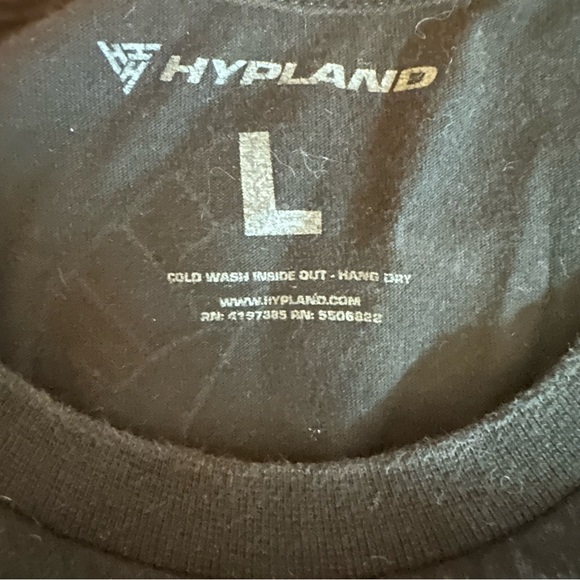 HYPLAND
L
COLD WASH INSIDE OUT - HANG DRY
WWW.HYPLAND.COM
RN: 4197385 RN: 5506822